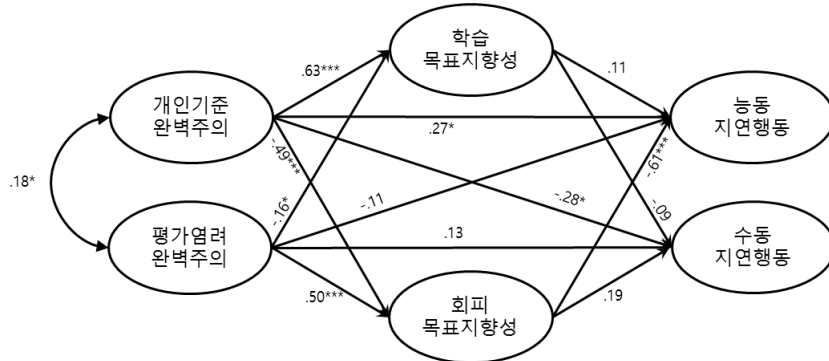 학습
목표지향성
.63***
.11
개인기준
완벽주의
능동
지연행동
.27*
-.49***
-.61***
.18*
-.16*
-.11
-.28*
-.09
평가염려
완벽주의
.13
수동
지연행동
.50***
.19
회피
목표지향성